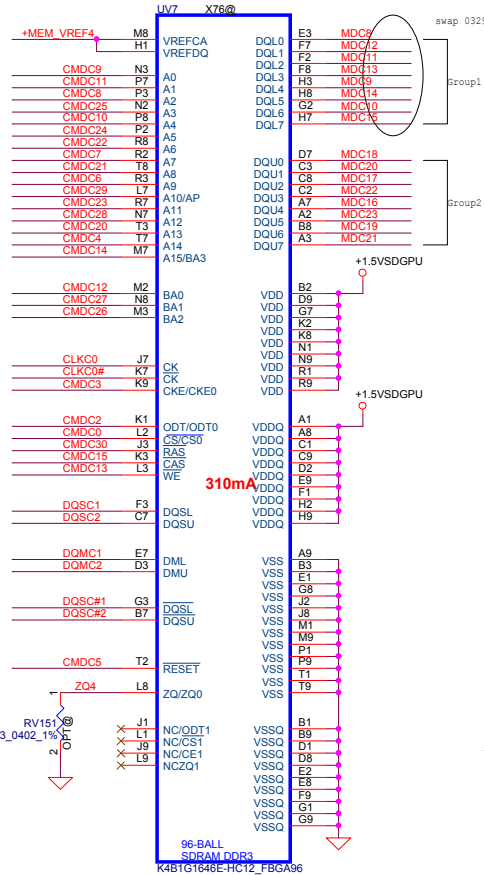 UV7 X76@
swap 0329
+MEM_VREF4 M8 VREFCA DQL0 E3 MDC8
H1 VREFDQ DQL1 F7 MDC12
DQL2 F2 MDC11
CMDC9 N3 A0 DQL3 F8 MDC13
CMDC11 P7 A1 DQL4 H3 MDC9
CMDC8 P3 A2 DQL5 H8 MDC14
CMDC25 N2 A3 DQL6 G2 MDC10
CMDC10 P8 A4 DQL7 H7 MDC15
Group1
CMDC24 P2 A5
CMDC22 R8 A6
CMDC7 R2 A7 DQU0 D7 MDC18
CMDC21 T8 A8 DQU1 C3 MDC20
CMDC6 R3 A9 DQU2 C8 MDC17
CMDC29 L7 A10/AP DQU3 C2 MDC22
CMDC23 R7 A11 DQU4 A7 MDC16
CMDC28 N7 A12 DQU5 A2 MDC23
CMDC20 T3 A13 DQU6 B8 MDC19
CMDC4 T7 A14 DQU7 A3 MDC21
CMDC14 M7 A15/BA3
Group2
+1.5VSDGPU
CMDC12 M2 BA0 VDD B2
CMDC27 N8 BA1 VDD D9
CMDC26 M3 BA2 VDD G7
VDD K2
VDD K8
VDD N1
CLKC0 J7 CK VDD N9
CLKC0# K7 CK VDD R1
CMDC3 K9 CKE/CKE0 VDD R9
+1.5VSDGPU
CMDC2 K1 ODT/ODT0 VDDQ A1
CMDC0 L2 CS/CS0 VDDQ A8
CMDC30 J3 RAS VDDQ C1
CMDC15 K3 CAS VDDQ C9
CMDC13 L3 WE VDDQ D2
310mA
VDDQ E9
VDDQ F1
DQSC1 F3 DQSL VDDQ H2
DQSC2 C7 DQSU VDDQ H9
DQMC1 E7 DML VSS A9
DQMC2 D3 DMU VSS B3
VSS E1
VSS G8
DQSC#1 G3 DQSL VSS J2
DQSC#2 B7 DQSU VSS J8
VSS M1
VSS M9
VSS P1
CMDC5 T2 RESET VSS P9
VSS T1
ZQ4 L8 ZQ/ZQ0 VSS T9
1
RV151
3_0402_1%
OPT@
2
J1 NC/ODT1 VSSQ B1
L1 NC/CS1 VSSQ B9
J9 NC/CE1 VSSQ D1
L9 NCZQ1 VSSQ D8
VSSQ E2
VSSQ E8
VSSQ F9
VSSQ G1
VSSQ G9
96-BALL
SDRAM DDR3
K4B1G1646E-HC12_FBGA96